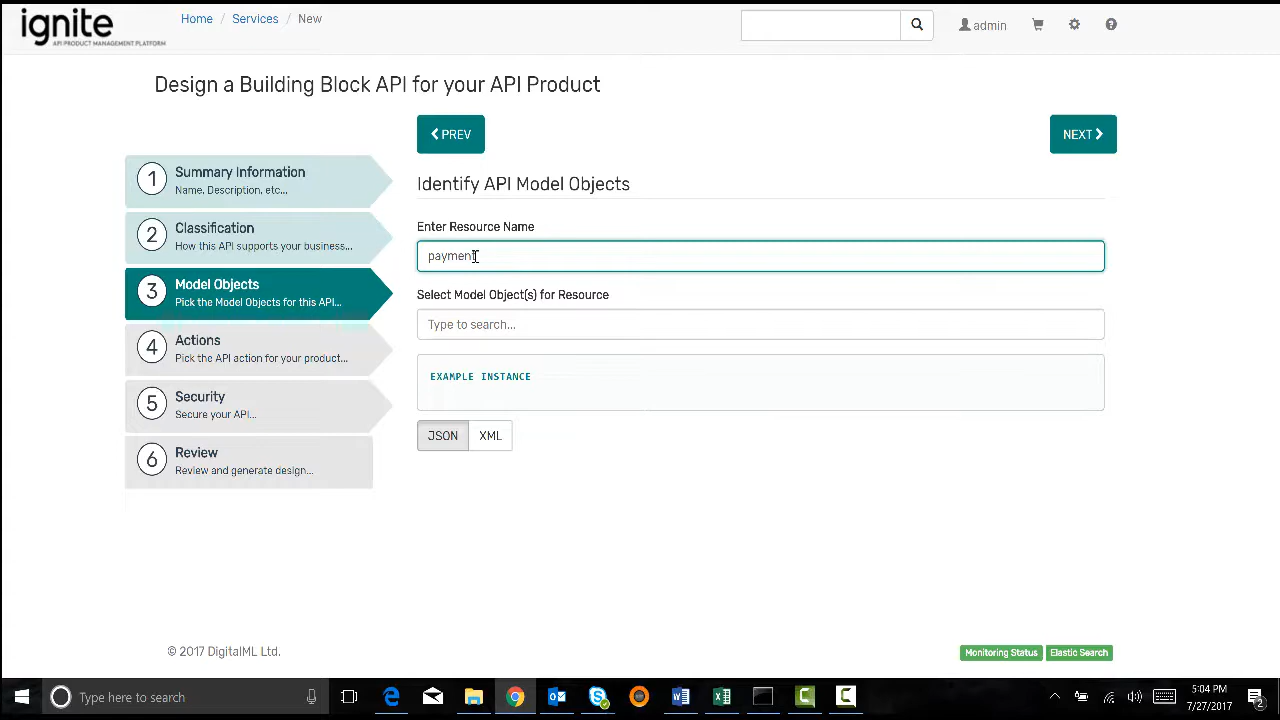 ignite
API PRODUCT MANAGEMENT PLATFORM
Home / Services / New
admin
Design a Building Block API for your API Product
PREV
NEXT
1
Summary Information
Name, Description, etc...
2
Classification
How this API supports your business...
3
Model Objects
Pick the Model Objects for this API...
4
Actions
Pick the API action for your product...
5
Security
Secure your API...
6
Review
Review and generate design...
Identify API Model Objects
Enter Resource Name
payment
Select Model Object(s) for Resource
Type to search...
EXAMPLE INSTANCE
JSON XML
© 2017 DigitalML Ltd.
Monitoring Status Elastic Search
Type here to search
5:04 PM
7/27/2017
2